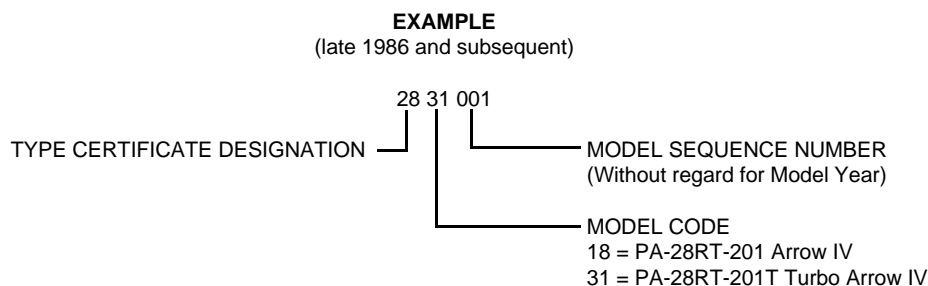 EXAMPLE
(late 1986 and subsequent)
28 31 001
TYPE CERTIFICATE DESIGNATION
MODEL SEQUENCE NUMBER
(Without regard for Model Year)
MODEL CODE
18 = PA-28RT-201 Arrow IV
31 = PA-28RT-201T Turbo Arrow IV